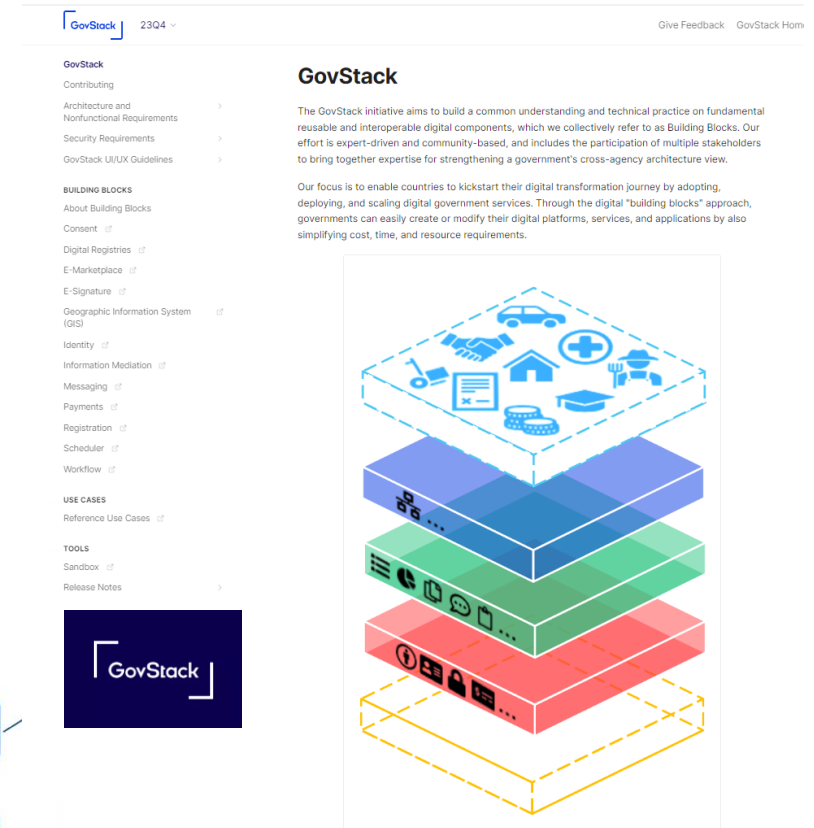 GovStack
23Q4
Give Feedback
GovStack Home
GovStack
Contributing
Architecture and
Nonfunctional Requirements
Security Requirements
GovStack UI/UX Guidelines
BUILDING BLOCKS
About Building Blocks
Consent
Digital Registries
E-Marketplace
E-Signature
Geographic Information System
(GIS)
Identity
Information Mediation
Messaging
Payments
Registration
Scheduler
Workflow
USE CASES
Reference Use Cases
TOOLS
Sandbox
Release Notes
GovStack
GovStack
The GovStack initiative aims to build a common understanding and technical practice on fundamental
reusable and interoperable digital components, which we collectively refer to as Building Blocks. Our
effort is expert-driven and community-based, and includes the participation of multiple stakeholders
to bring together expertise for strengthening a government's cross-agency architecture view.
Our focus is to enable countries to kickstart their digital transformation journey by adopting,
deploying, and scaling digital government services. Through the digital "building blocks" approach,
governments can easily create or modify their digital platforms, services, and applications by also
simplifying cost, time, and resource requirements.